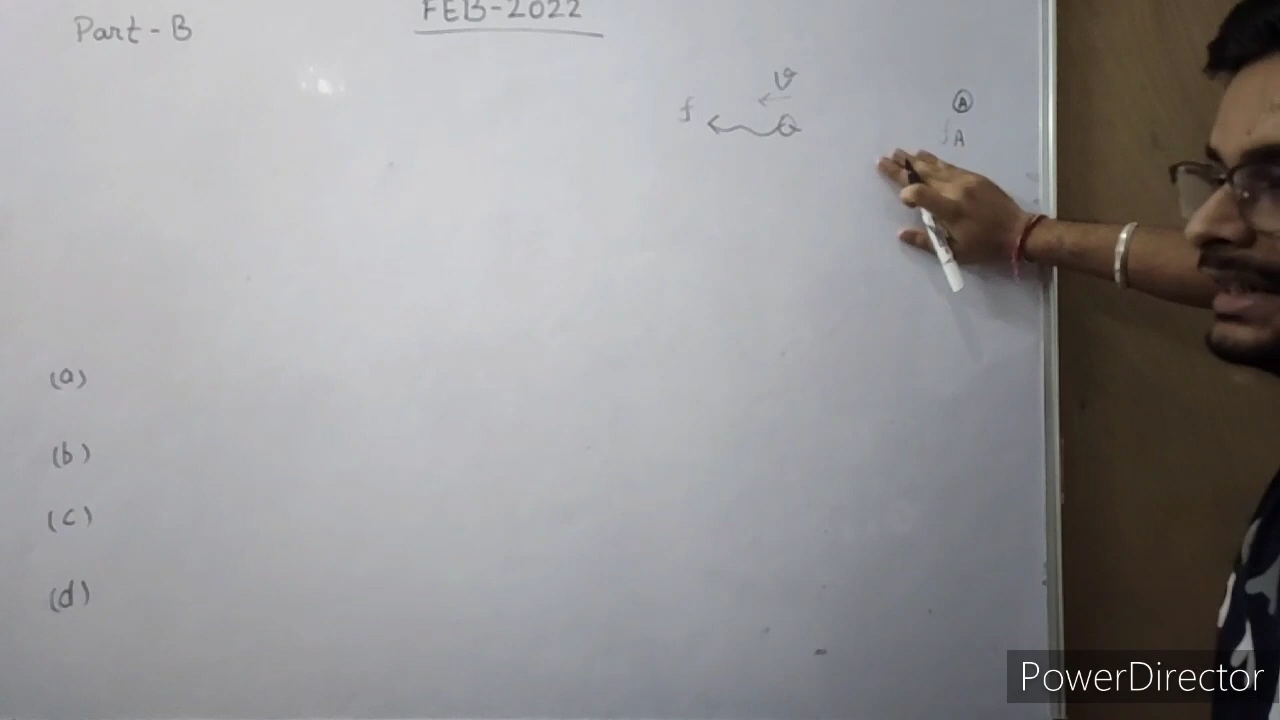 FEB-2022
Part - B
v
f
A
f A
(a)
(b)
(c)
(d)
PowerDirector